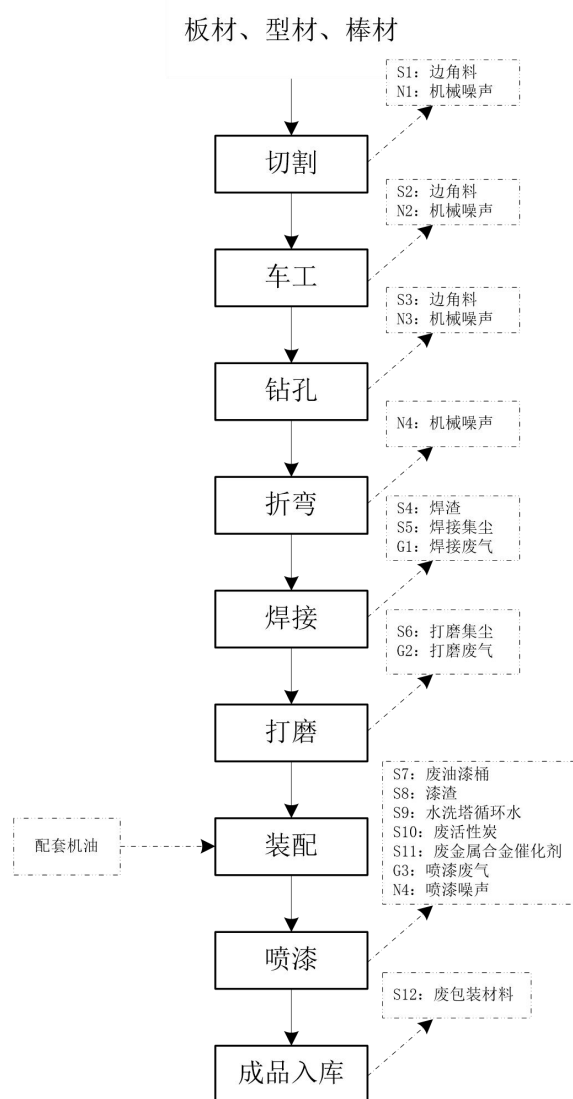 板材、型材、棒材
S1: 边角料
N1: 机械噪声
切割
S2: 边角料
N2: 机械噪声
车工
S3: 边角料
N3: 机械噪声
钻孔
N4: 机械噪声
折弯
S4: 焊渣
S5: 焊接集尘
G1: 焊接废气
焊接
S6: 打磨集尘
G2: 打磨废气
打磨
S7: 废油漆桶
S8: 漆渣
S9: 水洗塔循环水
S10: 废活性炭
S11: 废金属合金催化剂
G3: 喷漆废气
N4: 喷漆噪声
配套机油
装配
喷漆
S12: 废包装材料
成品入库